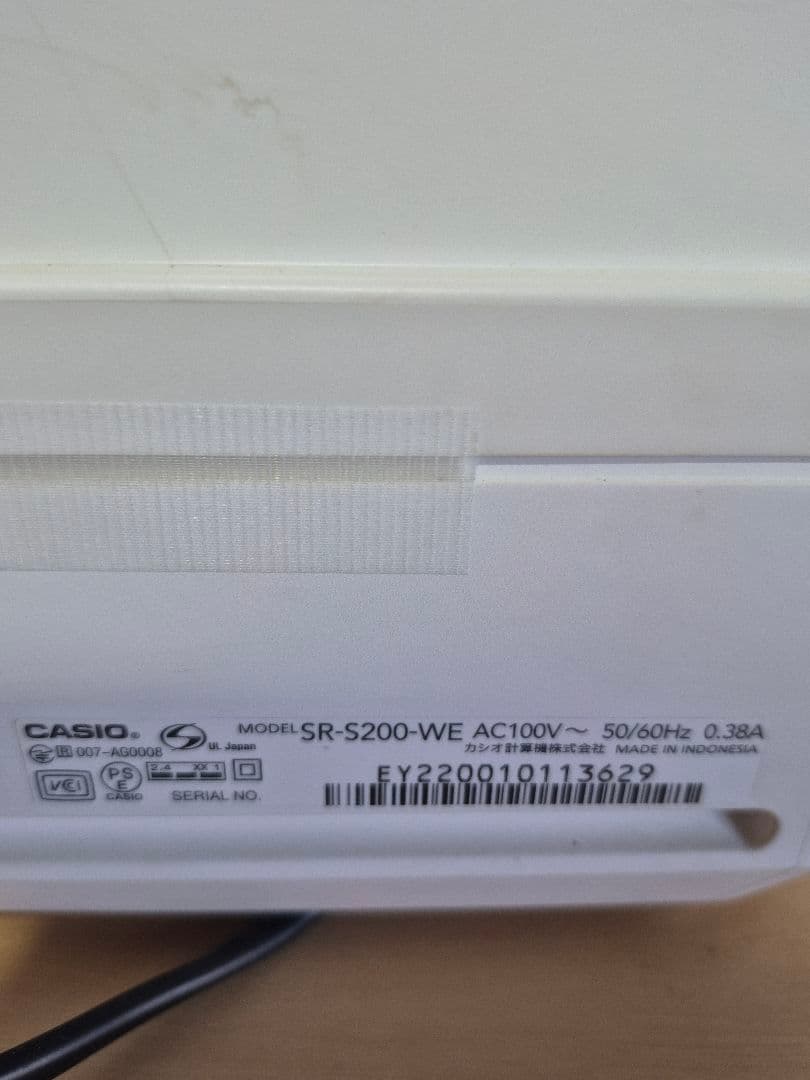 CASIO®
MODEL SR-S200-WE AC100V～ 50/60Hz 0.38A
R 007-AG0008
S UL Japan
カシオ計算機株式会社 MADE IN INDONESIA
VCI
PS
E
CASIO
2.4 XX 1
SERIAL NO.
EY220010113629